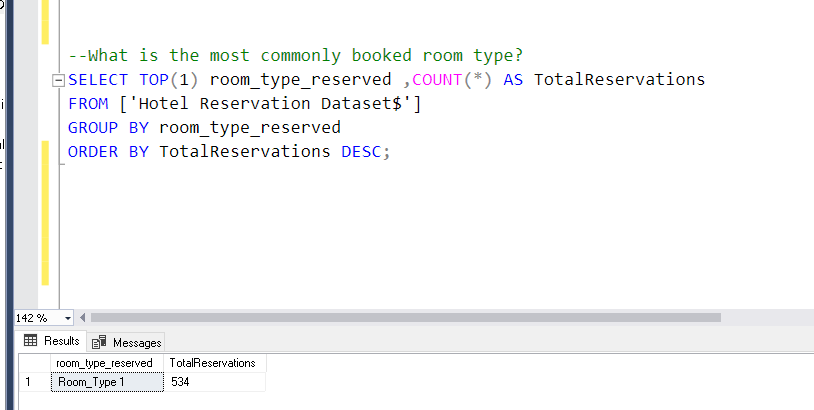 --What is the most commonly booked room type?
SELECT TOP(1) room_type_reserved ,COUNT(*) AS TotalReservations
FROM ['Hotel Reservation Dataset$']
GROUP BY room_type_reserved
ORDER BY TotalReservations DESC;
142 %
Results Messages
room_type_reserved TotalReservations
1 Room_Type 1 534